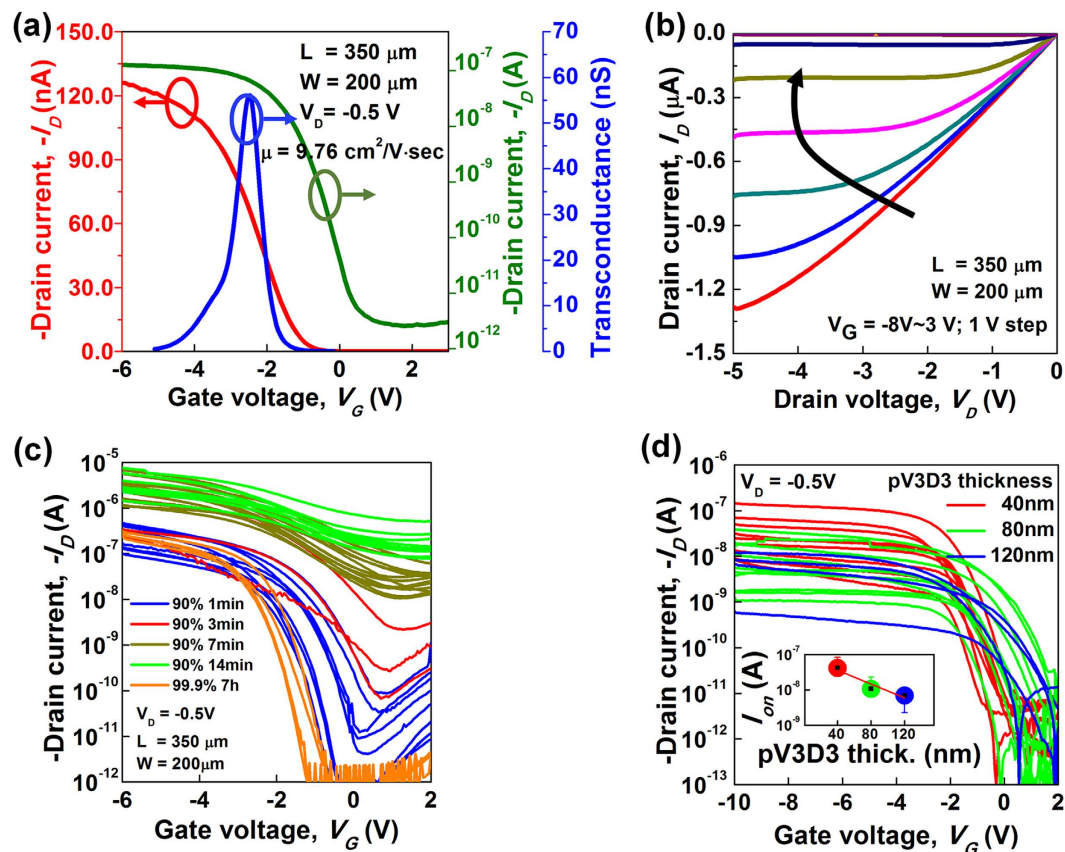 (a)
150.0
120.0
90.0
60.0
30.0
0.0
-Drain current, -I_D (nA)
-6
-4
-2
0
2
Gate voltage, V_G (V)
L = 350 μm
W = 200 μm
V_D= -0.5 V
μ = 9.76 cm²/V·sec
10⁻⁷
10⁻⁸
10⁻⁹
10⁻¹⁰
10⁻¹¹
10⁻¹²
-Drain current, -I_D (A)
70
60
50
40
30
20
10
0
Transconductance (nS)
(b)
0.0
-0.3
-0.6
-0.9
-1.2
-1.5
Drain current, I_D (μA)
L = 350 μm
W = 200 μm
V_G = -8V~3 V; 1 V step
-5
-4
-3
-2
-1
0
Drain voltage, V_D (V)
(c)
10⁻⁵
10⁻⁶
10⁻⁷
10⁻⁸
10⁻⁹
10⁻¹⁰
10⁻¹¹
10⁻¹²
-Drain current, -I_D (A)
90% 1min
90% 3min
90% 7min
90% 14min
99.9% 7h
V_D = -0.5V
L = 350 μm
W = 200μm
-6
-4
-2
0
2
Gate voltage, V_G (V)
(d)
10⁻⁶
10⁻⁷
10⁻⁸
10⁻⁹
10⁻¹⁰
10⁻¹¹
10⁻¹²
10⁻¹³
-Drain current, -I_D (A)
V_D = -0.5V
pV3D3 thickness
40nm
80nm
120nm
10⁻⁷
10⁻⁸
10⁻⁹
I_on (A)
40
80
120
pV3D3 thick. (nm)
-10
-8
-6
-4
-2
0
2
Gate voltage, V_G (V)